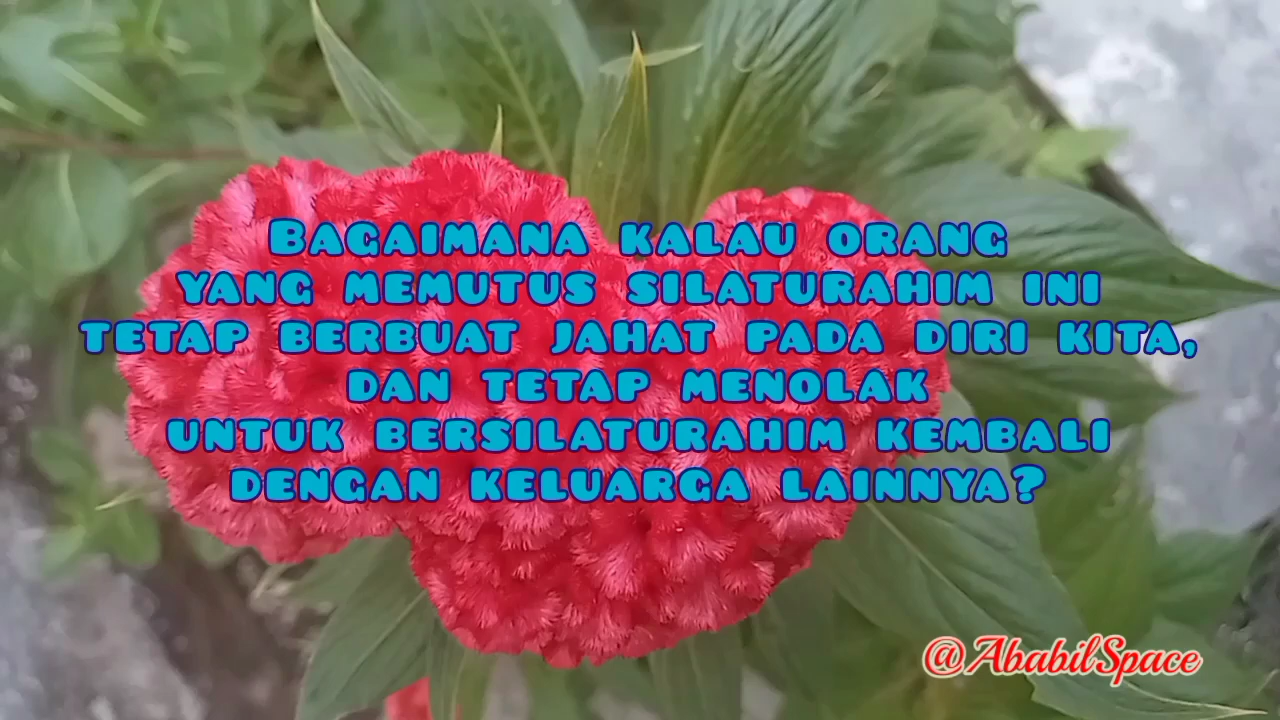 Bagaimana kalau orang
yang memutus silaturahim ini
tetap berbuat jahat pada diri kita,
dan tetap menolak
untuk bersilaturahim kembali
dengan keluarga lainnya?
@AbabilSpace